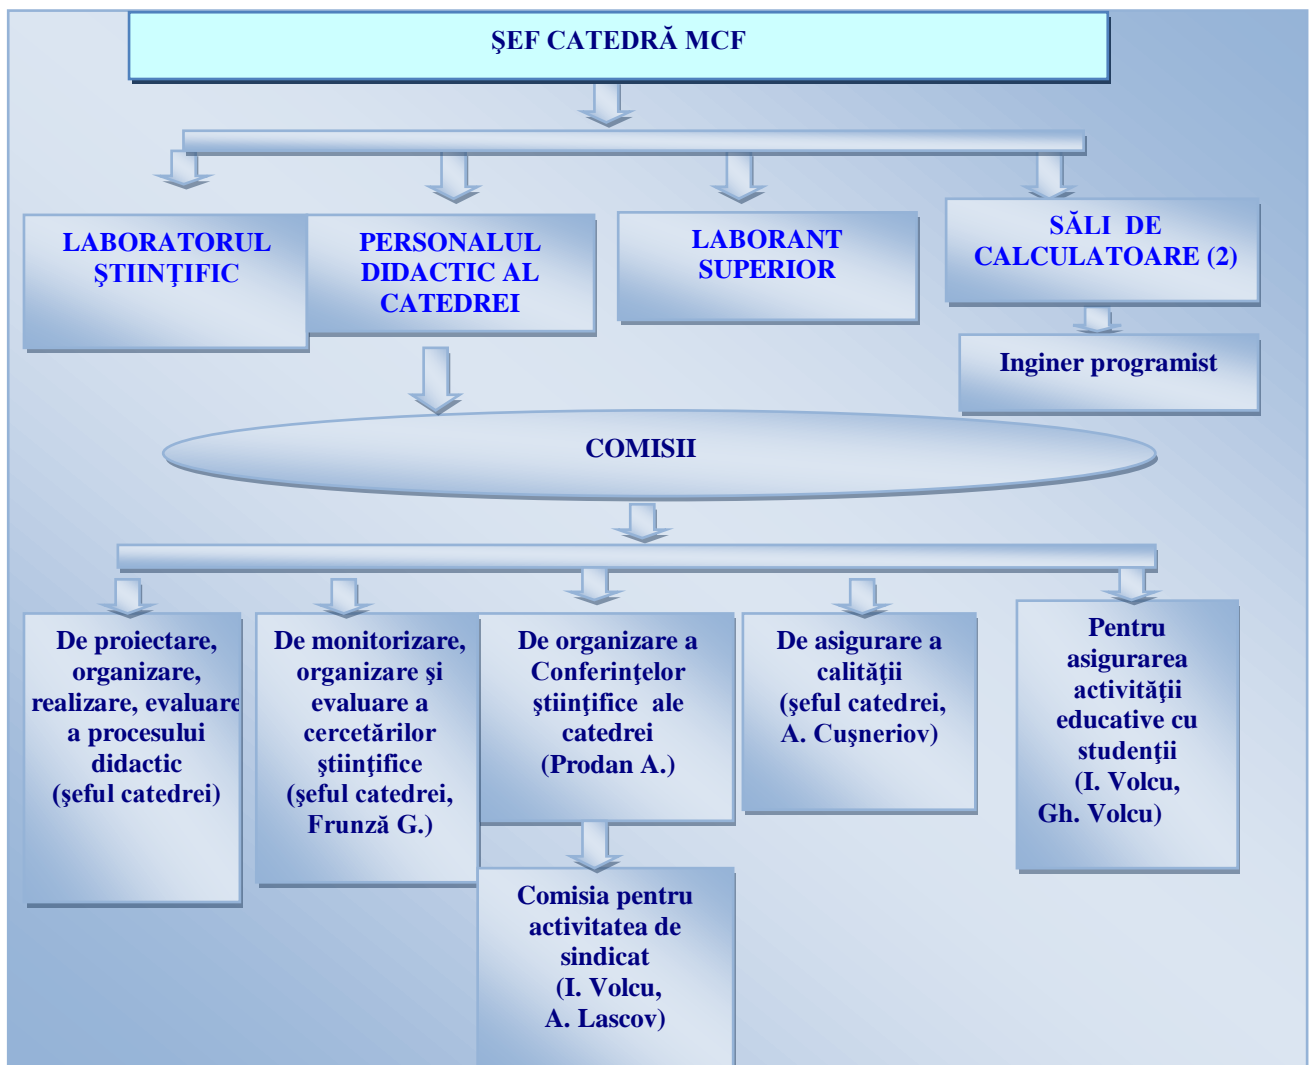 ŞEF CATEDRĂ MCF
LABORATORUL
ŞTIINŢIFIC
PERSONALUL
DIDACTIC AL
CATEDREI
LABORANT
SUPERIOR
SĂLI DE
CALCULATOARE (2)
Inginer programist
COMISII
De proiectare,
organizare,
realizare, evaluare
a procesului
didactic
(şeful catedrei)
De monitorizare,
organizare şi
evaluare a
cercetărilor
ştiinţifice
(şeful catedrei,
Frunză G.)
De organizare a
Conferinţelor
ştiinţifice ale
catedrei
(Prodan A.)
De asigurare a
calităţii
(şeful catedrei,
A. Cuşneriov)
Pentru
asigurarea
activităţii
educative cu
studenţii
(I. Volcu,
Gh. Volcu)
Comisia pentru
activitatea de
sindicat
(I. Volcu,
A. Lascov)